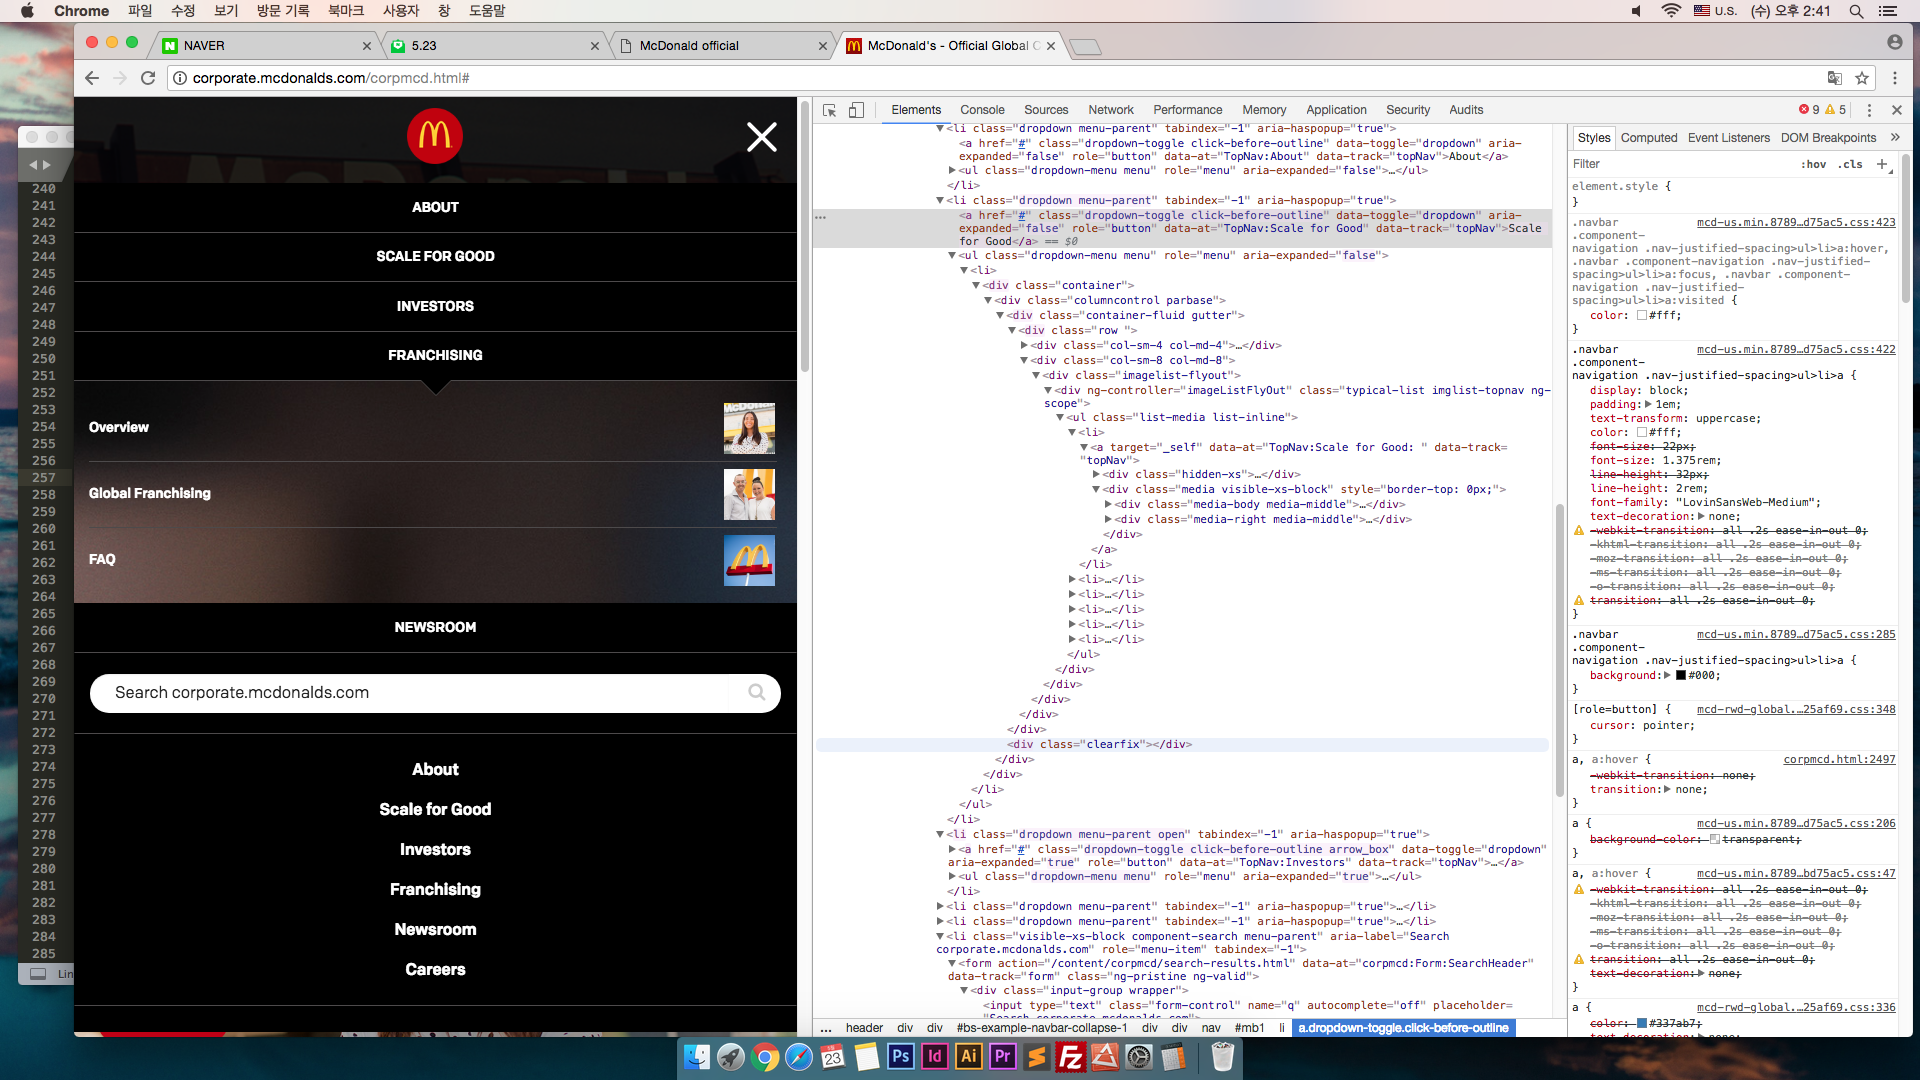 Chrome 파일 수정 보기 방문 기록 북마크 사용자 창 도움말 U.S. (수) 오후 2:41
NAVER 5.23 McDonald official McDonald's - Official Global C
corporate.mcdonalds.com/corpmcd.html#
ABOUT
SCALE FOR GOOD
INVESTORS
FRANCHISING
Overview
Global Franchising
FAQ
NEWSROOM
Search corporate.mcdonalds.com
About
Scale for Good
Investors
Franchising
Newsroom
Careers
240
241
242
243
244
245
246
247
248
249
250
251
252
253
254
255
256
257
258
259
260
261
262
263
264
265
266
267
268
269
270
271
272
273
274
275
276
277
278
279
280
281
282
283
284
285
Lin
Elements Console Sources Network Performance Memory Application Security Audits 9 5
▼<li class="dropdown menu-parent" tabindex="-1" aria-haspopup="true">
<a href="#" class="dropdown-toggle click-before-outline" data-toggle="dropdown" aria-
expanded="false" role="button" data-at="TopNav:About" data-track="topNav">About</a>
▶<ul class="dropdown-menu menu" role="menu" aria-expanded="false">…</ul>
</li>
▼<li class="dropdown menu-parent" tabindex="-1" aria-haspopup="true">
… <a href="#" class="dropdown-toggle click-before-outline" data-toggle="dropdown" aria-
expanded="false" role="button" data-at="TopNav:Scale for Good" data-track="topNav">Scale
for Good</a> == $0
▼<ul class="dropdown-menu menu" role="menu" aria-expanded="false">
▼<li>
▼<div class="container">
▼<div class="columncontrol parbase">
▼<div class="container-fluid gutter">
▼<div class="row ">
▶<div class="col-sm-4 col-md-4">…</div>
▼<div class="col-sm-8 col-md-8">
▼<div class="imagelist-flyout">
▼<div ng-controller="imageListFlyOut" class="typical-list imglist-topnav ng-
scope">
▼<ul class="list-media list-inline">
▼<li>
▼<a target="_self" data-at="TopNav:Scale for Good: " data-track=
"topNav">
▶<div class="hidden-xs">…</div>
▼<div class="media visible-xs-block" style="border-top: 0px;">
▶<div class="media-body media-middle">…</div>
▶<div class="media-right media-middle">…</div>
</div>
</a>
</li>
▶<li>…</li>
▶<li>…</li>
▶<li>…</li>
▶<li>…</li>
▶<li>…</li>
</ul>
</div>
</div>
</div>
</div>
</div>
<div class="clearfix"></div>
</div>
</div>
</li>
</ul>
</li>
▼<li class="dropdown menu-parent open" tabindex="-1" aria-haspopup="true">
▶<a href="#" class="dropdown-toggle click-before-outline arrow_box" data-toggle="dropdown"
aria-expanded="true" role="button" data-at="TopNav:Investors" data-track="topNav">…</a>
▶<ul class="dropdown-menu menu" role="menu" aria-expanded="true">…</ul>
</li>
▶<li class="dropdown menu-parent" tabindex="-1" aria-haspopup="true">…</li>
▶<li class="dropdown menu-parent" tabindex="-1" aria-haspopup="true">…</li>
▼<li class="visible-xs-block component-search menu-parent" aria-label="Search
corporate.mcdonalds.com" role="menu-item" tabindex="-1">
▼<form action="/content/corpmcd/search-results.html" data-at="corpmcd:Form:SearchHeader"
data-track="form" class="ng-pristine ng-valid">
▼<div class="input-group wrapper">
<input type="text" class="form-control" name="q" autocomplete="off" placeholder=
"Search corporate.mcdonalds.com"
... header div div #bs-example-navbar-collapse-1 div div nav #mb1 li a.dropdown-toggle.click-before-outline
Styles Computed Event Listeners DOM Breakpoints »
Filter :hov .cls +
element.style {
}
.navbar mcd-us.min.8789…d75ac5.css:423
.component-
navigation .nav-justified-spacing>ul>li>a:hover,
.navbar .component-navigation .nav-justified-
spacing>ul>li>a:focus, .navbar .component-
navigation .nav-justified-
spacing>ul>li>a:visited {
color: #fff;
}
.navbar mcd-us.min.8789…d75ac5.css:422
.component-
navigation .nav-justified-spacing>ul>li>a {
display: block;
padding:▶1em;
text-transform: uppercase;
color: #fff;
font-size: 22px;
font-size: 1.375rem;
line-height: 32px;
line-height: 2rem;
font-family: "LovinSansWeb-Medium";
text-decoration:▶none;
-webkit-transition: all .2s ease-in-out 0;
-khtml-transition: all .2s ease-in-out 0;
-moz-transition: all .2s ease-in-out 0;
-ms-transition: all .2s ease-in-out 0;
-o-transition: all .2s ease-in-out 0;
transition: all .2s ease-in-out 0;
}
.navbar mcd-us.min.8789…d75ac5.css:285
.component-
navigation .nav-justified-spacing>ul>li>a {
background:▶#000;
}
[role=button] { mcd-rwd-global.…25af69.css:348
cursor: pointer;
}
a, a:hover { corpmcd.html:2497
-webkit-transition: none;
transition:▶none;
}
a { mcd-us.min.8789…d75ac5.css:206
background-color: transparent;
}
a, a:hover { mcd-us.min.8789…bd75ac5.css:47
-webkit-transition: all .2s ease-in-out 0;
-khtml-transition: all .2s ease-in-out 0;
-moz-transition: all .2s ease-in-out 0;
-ms-transition: all .2s ease-in-out 0;
-o-transition: all .2s ease-in-out 0;
transition: all .2s ease-in-out 0;
text-decoration:▶none;
}
a { mcd-rwd-global.…25af69.css:336
color: #337ab7;
text-decoration:▶none;
23 Ps Id Ai Pr S Fz